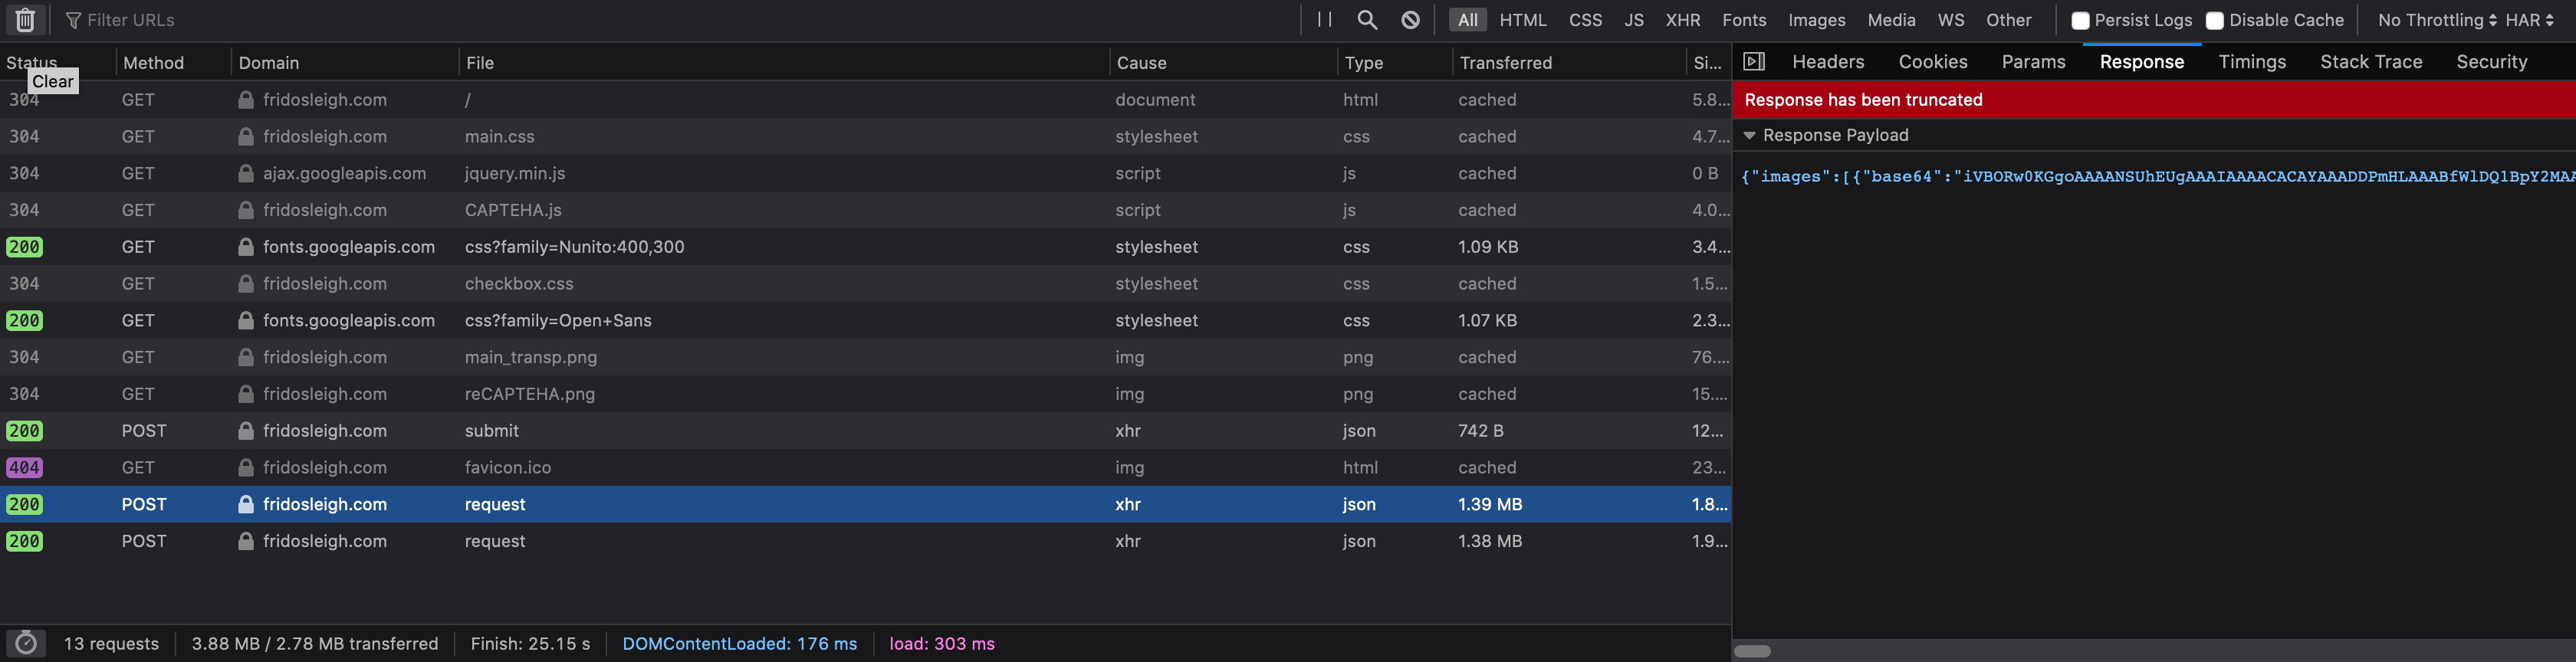 Filter URLs All HTML CSS JS XHR Fonts Images Media WS Other Persist Logs Disable Cache No Throttling HAR
Status Method Domain File Cause Type Transferred Si...
Clear
304 GET fridosleigh.com / document html cached 5.8...
304 GET fridosleigh.com main.css stylesheet css cached 4.7...
304 GET ajax.googleapis.com jquery.min.js script js cached 0 B
304 GET fridosleigh.com CAPTEHA.js script js cached 4.0...
200 GET fonts.googleapis.com css?family=Nunito:400,300 stylesheet css 1.09 KB 3.4...
304 GET fridosleigh.com checkbox.css stylesheet css cached 1.5...
200 GET fonts.googleapis.com css?family=Open+Sans stylesheet css 1.07 KB 2.3...
304 GET fridosleigh.com main_transp.png img png cached 76....
304 GET fridosleigh.com reCAPTEHA.png img png cached 15....
200 POST fridosleigh.com submit xhr json 742 B 12...
404 GET fridosleigh.com favicon.ico img html cached 23...
200 POST fridosleigh.com request xhr json 1.39 MB 1.8...
200 POST fridosleigh.com request xhr json 1.38 MB 1.9...
13 requests 3.88 MB / 2.78 MB transferred Finish: 25.15 s DOMContentLoaded: 176 ms load: 303 ms
Headers Cookies Params Response Timings Stack Trace Security
Response has been truncated
Response Payload
{"images":[{"base64":"iVBORw0KGgoAAAANSUhEUgAAAIAAAACACAYAAADDPmHLAAABfWlDQ1BpY2MAA